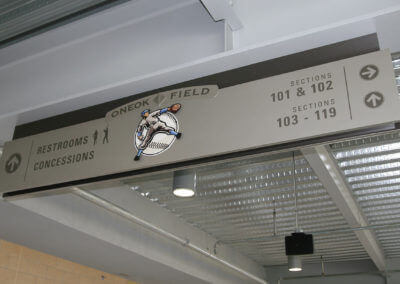 ONEOK FIELD
RESTROOMS
CONCESSIONS
SECTIONS
101 & 102
SECTIONS
103 - 119